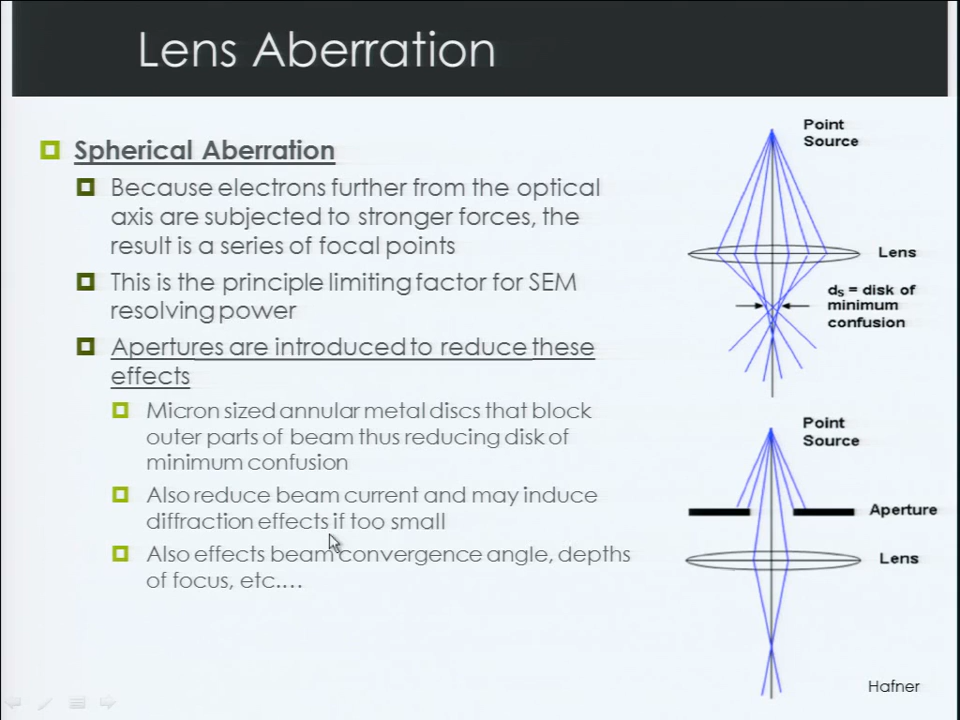 Lens Aberration
Spherical Aberration
Because electrons further from the optical
axis are subjected to stronger forces, the
result is a series of focal points
This is the principle limiting factor for SEM
resolving power
Apertures are introduced to reduce these
effects
Micron sized annular metal discs that block
outer parts of beam thus reducing disk of
minimum confusion
Also reduce beam current and may induce
diffraction effects if too small
Also effects beam convergence angle, depths
of focus, etc.…
Point
Source
Lens
dS = disk of
minimum
confusion
Point
Source
Aperture
Lens
Hafner